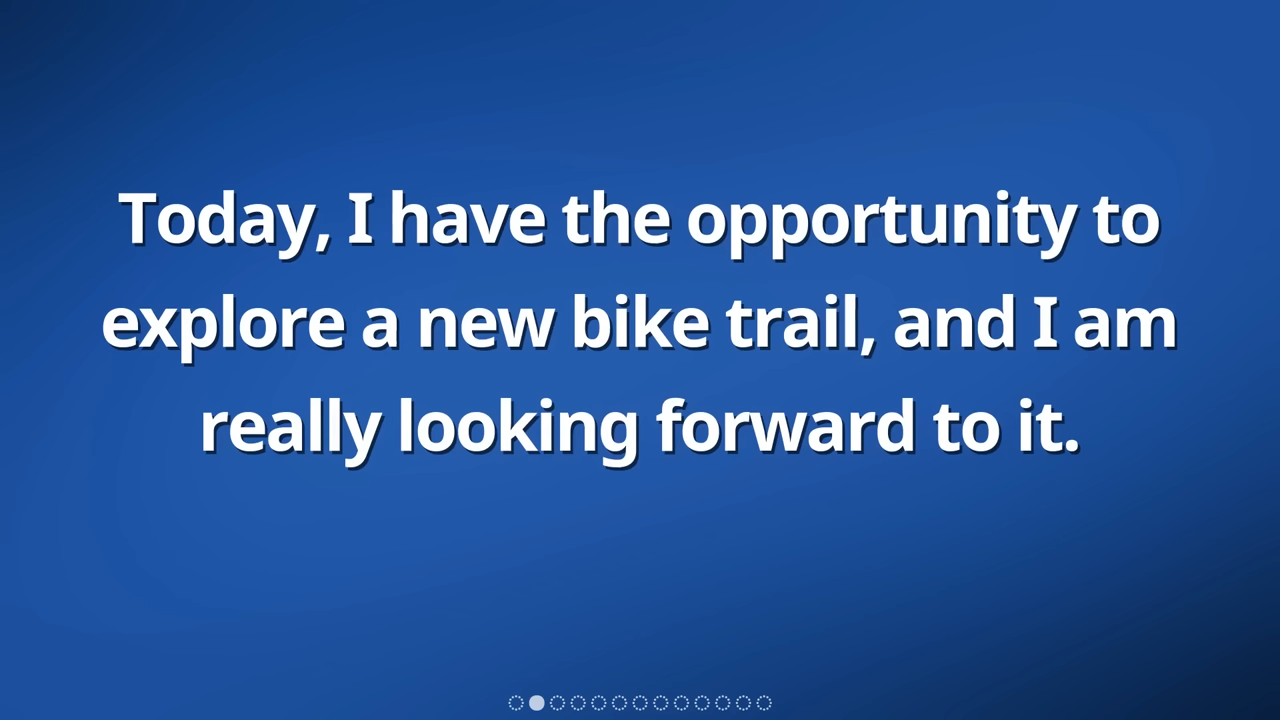 Today, I have the opportunity to
explore a new bike trail, and I am
really looking forward to it.